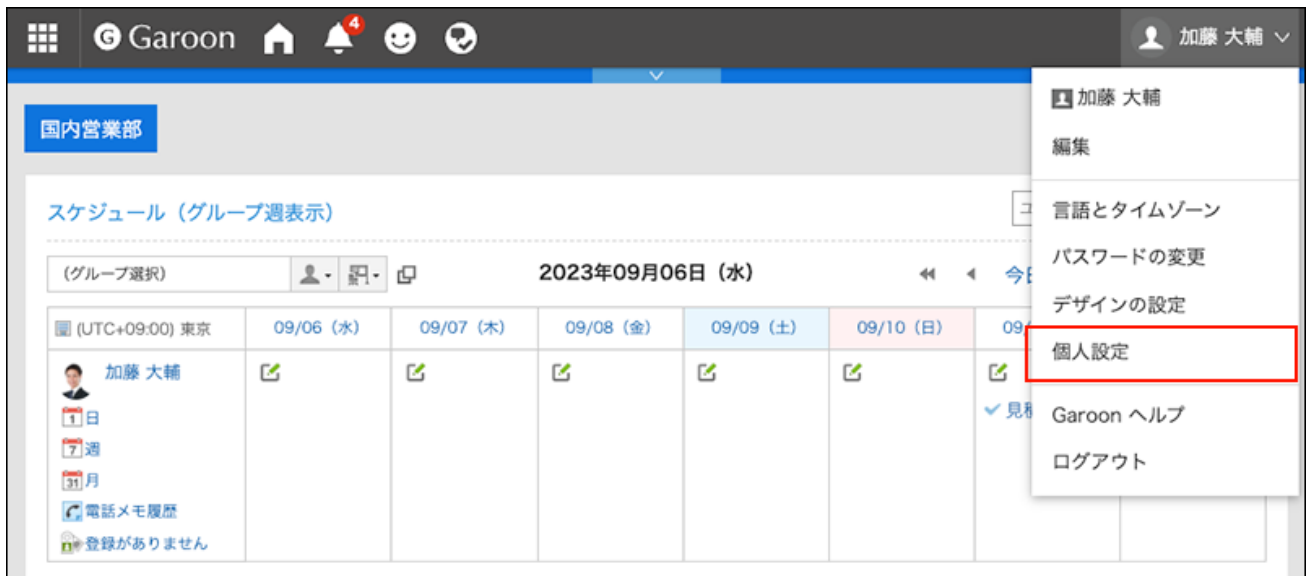 G Garoon 4 加藤 大輔
加藤 大輔
編集
言語とタイムゾーン
パスワードの変更
デザインの設定
個人設定
Garoon ヘルプ
ログアウト
国内営業部
スケジュール（グループ週表示）
（グループ選択） 2023年09月06日（水） 今
(UTC+09:00) 東京 09/06（水） 09/07（木） 09/08（金） 09/09（土） 09/10（日） 09/
加藤 大輔
1 日
見
7 週
31 月
電話メモ履歴
登録がありません